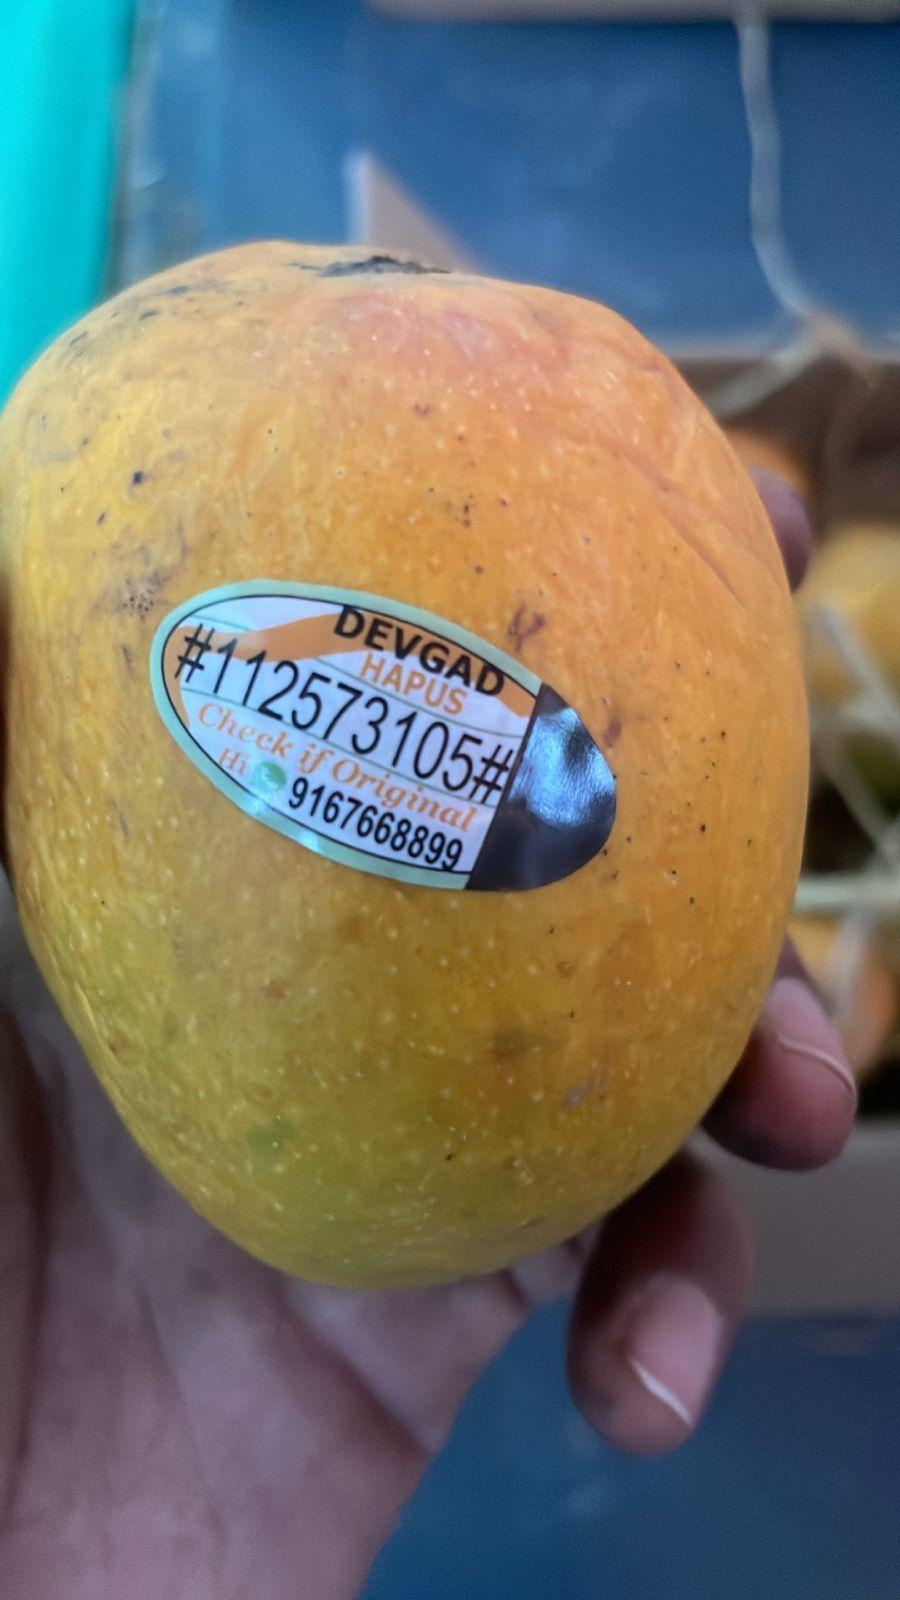 DEVGAD
HAPUS
#112573105#
Check if Original
Hi
9167668899